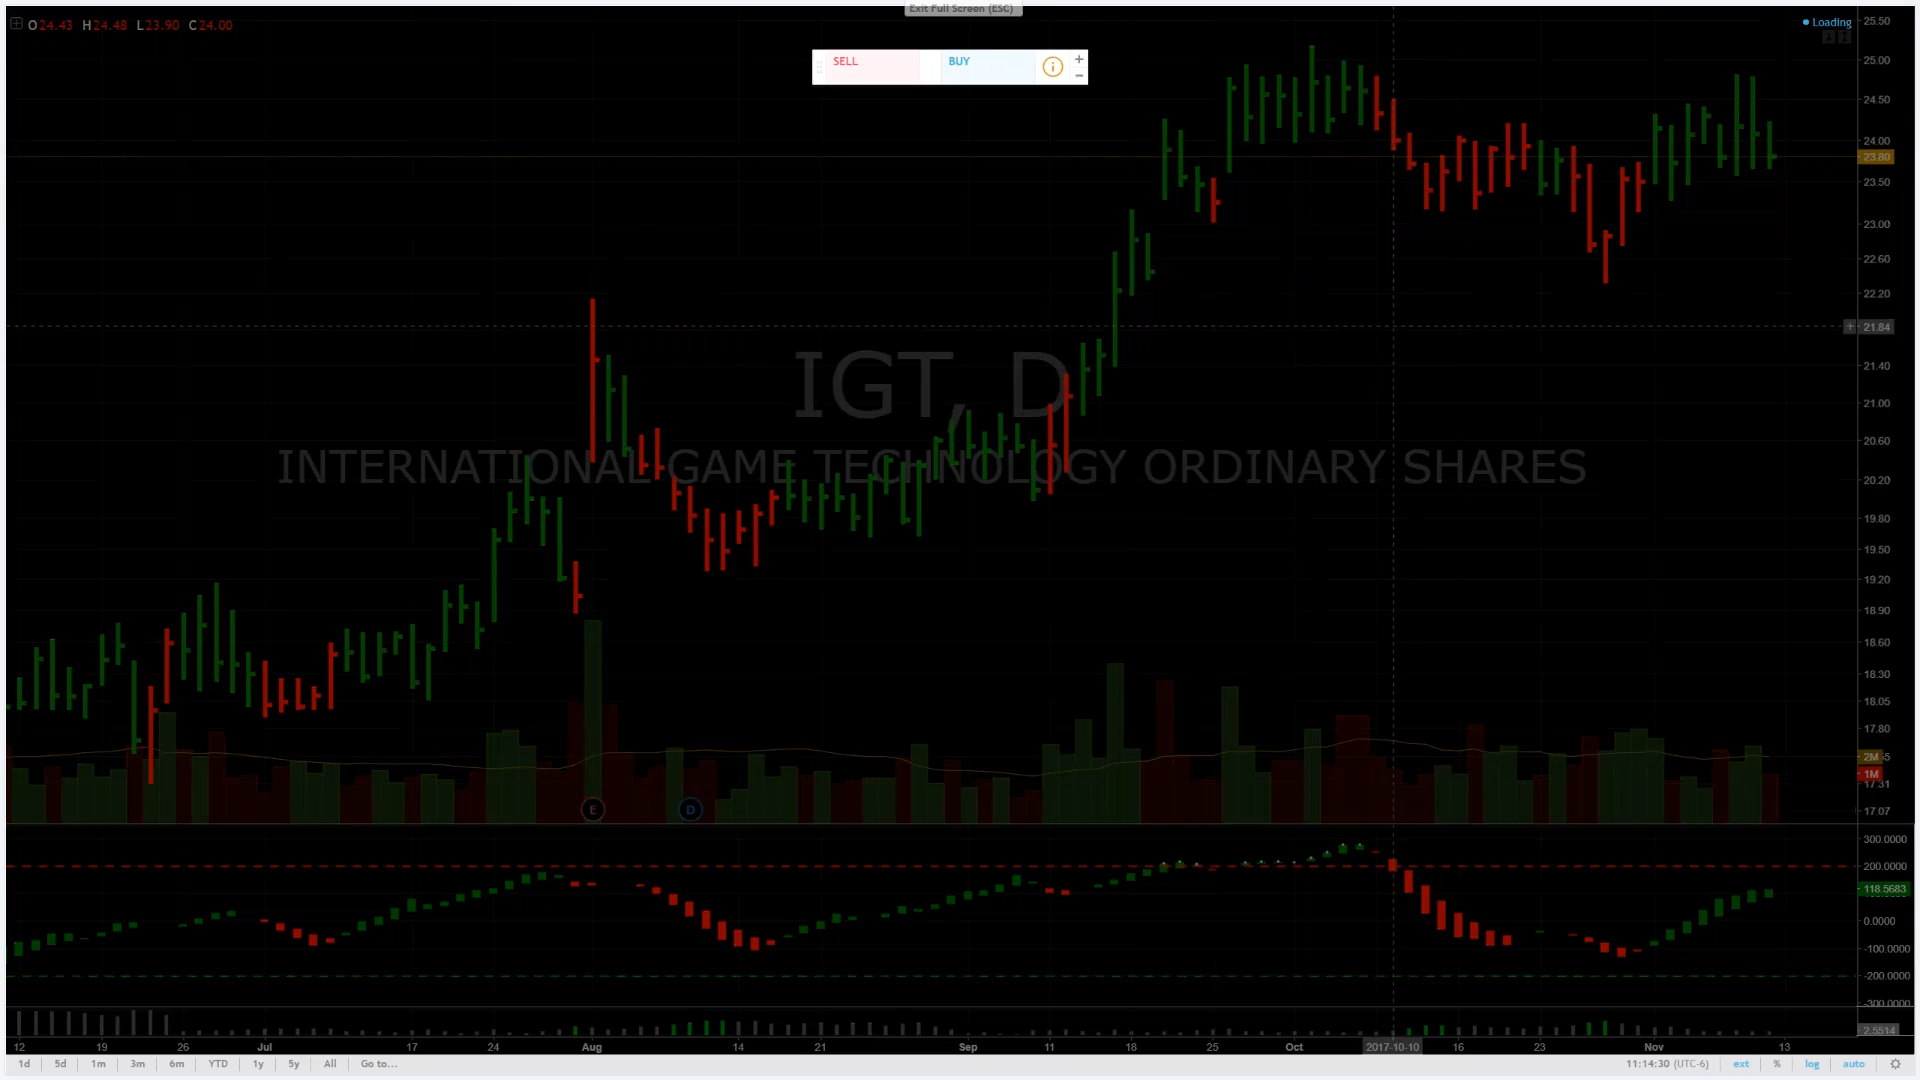 Exit Full Screen (ESC)
O24.43 H24.48 L23.90 C24.00
Loading
SELL
BUY
25.50
25.00
24.50
24.00
23.80
23.50
23.00
22.60
22.20
21.84
21.40
21.00
20.60
20.20
19.80
19.50
19.20
18.90
18.60
18.30
18.05
17.80
2M
1M
17.31
17.07
IGT, D
INTERNATIONAL GAME TECHNOLOGY ORDINARY SHARES
E
D
300.0000
200.0000
118.5683
0.0000
-100.0000
-200.0000
-300.0000
2.5514
12 19 26 Jul 17 24 Aug 14 21 Sep 11 18 25 Oct 2017-10-10 16 23 Nov 13
1d 5d 1m 3m 6m YTD 1y 5y All Go to...
11:14:30 (UTC-6) ext % log auto